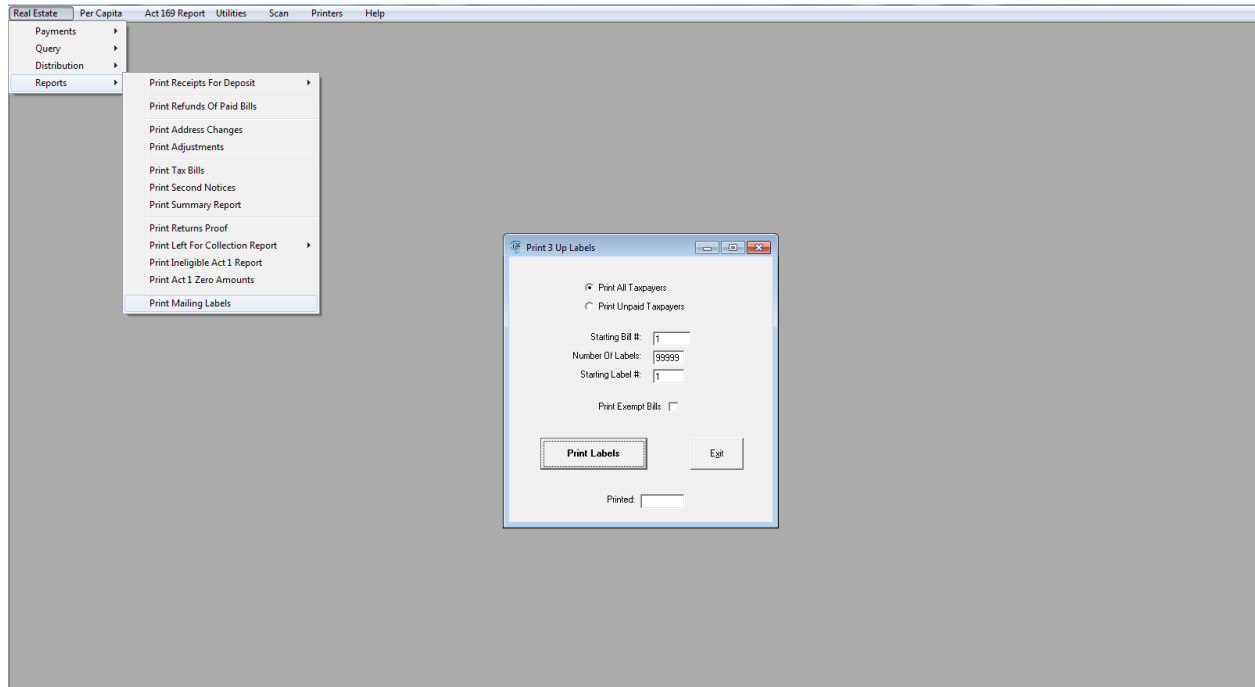 Real Estate Per Capita Act 169 Report Utilities Scan Printers Help
Payments
Query
Distribution
Reports
Print Receipts For Deposit
Print Refunds Of Paid Bills
Print Address Changes
Print Adjustments
Print Tax Bills
Print Second Notices
Print Summary Report
Print Returns Proof
Print Left For Collection Report
Print Ineligible Act 1 Report
Print Act 1 Zero Amounts
Print Mailing Labels
Print 3 Up Labels
Print All Taxpayers
Print Unpaid Taxpayers
Starting Bill #: 1
Number Of Labels: 99999
Starting Label #: 1
Print Exempt Bills
Print Labels Exit
Printed: